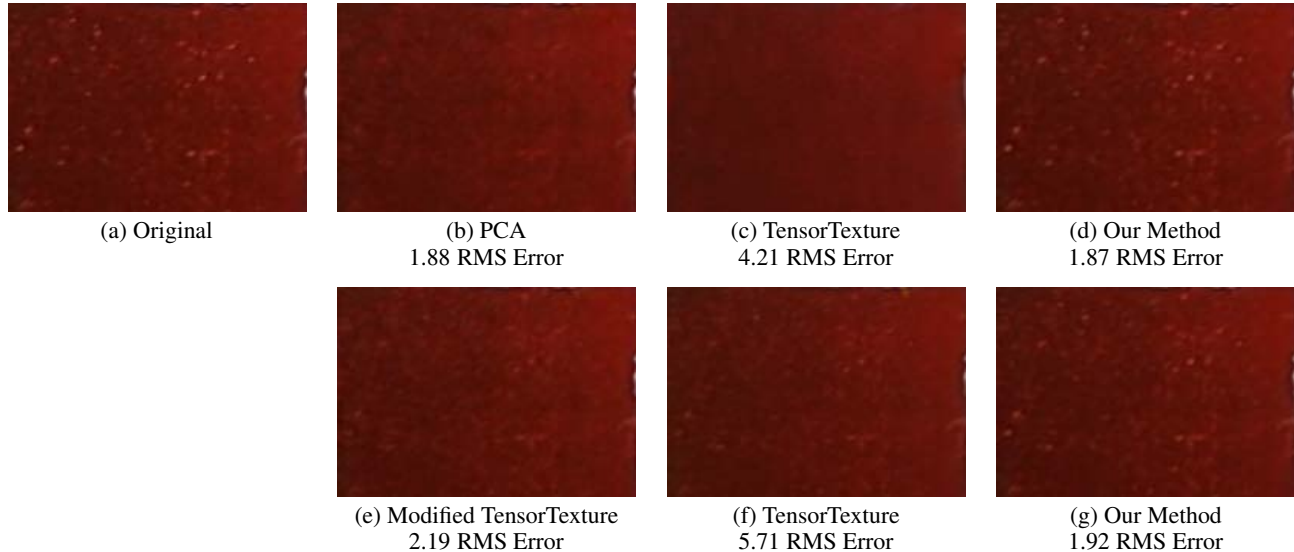 (a) Original
(b) PCA
1.88 RMS Error
(c) TensorTexture
4.21 RMS Error
(d) Our Method
1.87 RMS Error
(e) Modified TensorTexture
2.19 RMS Error
(f) TensorTexture
5.71 RMS Error
(g) Our Method
1.92 RMS Error